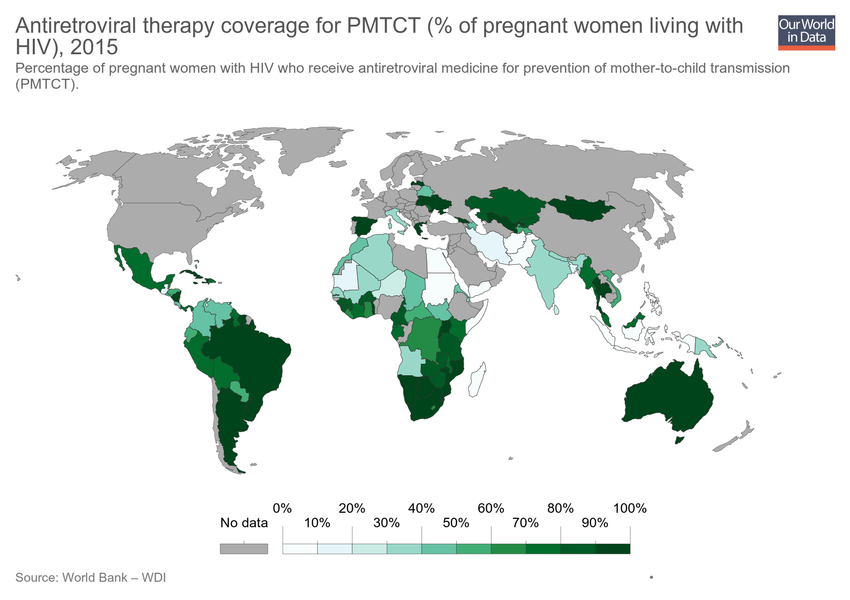 Antiretroviral therapy coverage for PMTCT (% of pregnant women living with
HIV), 2015
Our World
in Data
Percentage of pregnant women with HIV who receive antiretroviral medicine for prevention of mother-to-child transmission
(PMTCT).
0% 20% 40% 60% 80% 100%
No data 10% 30% 50% 70% 90%
Source: World Bank – WDI